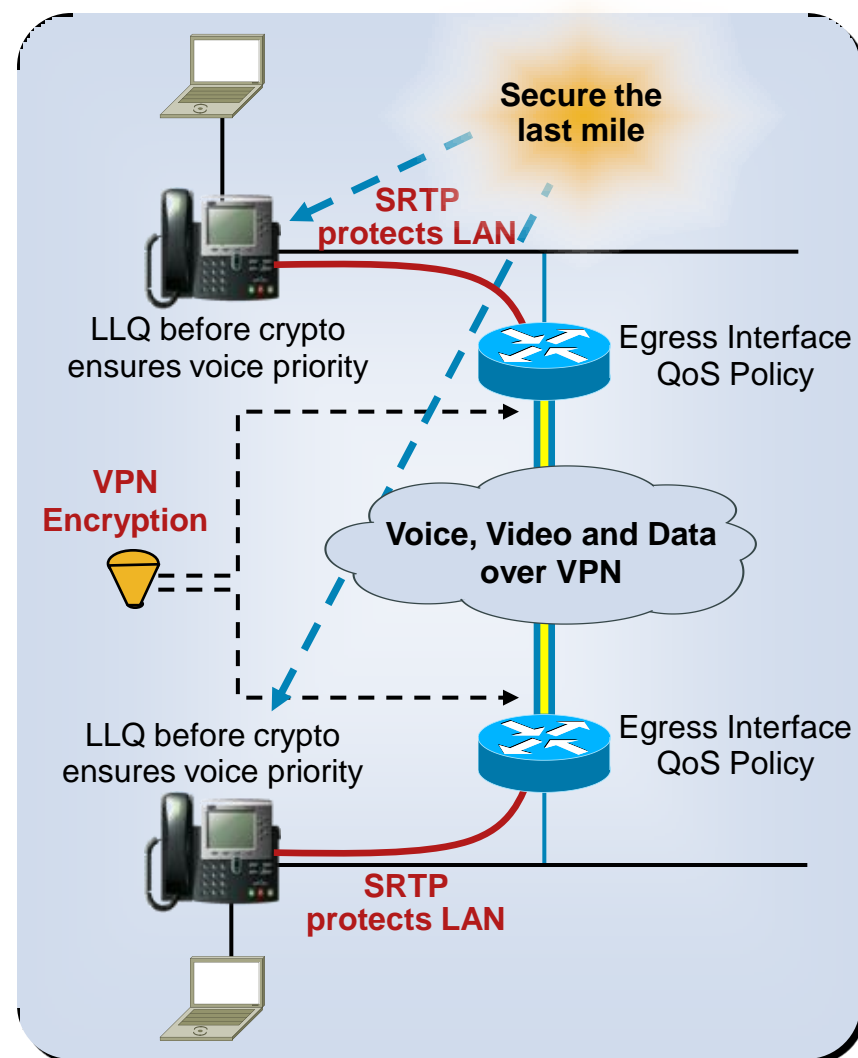 Secure the
last mile
SRTP
protects LAN
LLQ before crypto
ensures voice priority
Egress Interface
QoS Policy
VPN
Encryption
Voice, Video and Data
over VPN
LLQ before crypto
ensures voice priority
Egress Interface
QoS Policy
SRTP
protects LAN